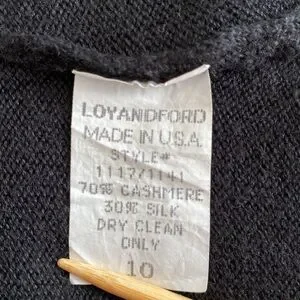 LOYANDFORD
MADE IN U.S.A.
STYLE#
1117/1141
70% CASHMERE
30% SILK
DRY CLEAN
ONLY
10